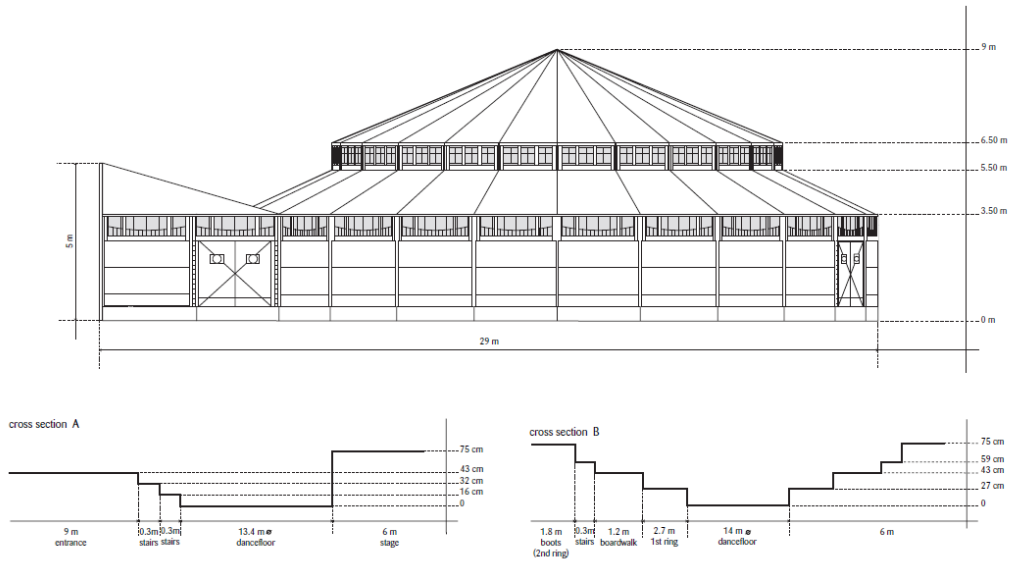 9 m
6.50 m
5.50 m
3.50 m
5 m
0 m
29 m
cross section A
75 cm
43 cm
32 cm
16 cm
0
9 m 0.3m 0.3m 13.4 m ø 6 m
entrance stairs stairs dancefloor stage
cross section B
75 cm
59 cm
43 cm
27 cm
0
1.8 m 0.3m 1.2 m 2.7 m 14 m ø 6 m
boots stairs boardwalk 1st ring dancefloor
(2nd ring)